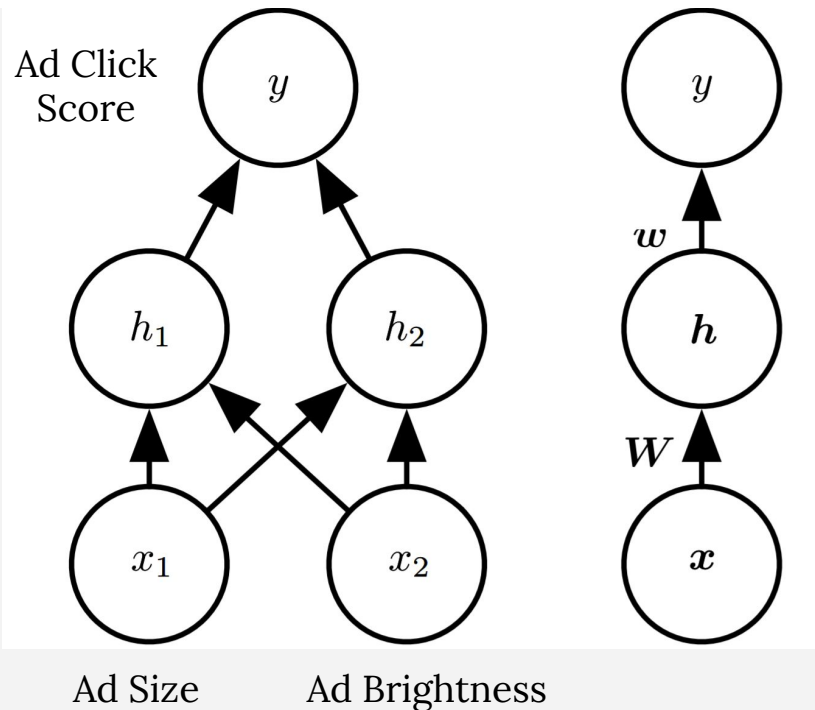 Ad Click
Score
y
y
w
h₁
h₂
h
W
x₁
x₂
x
Ad Size
Ad Brightness